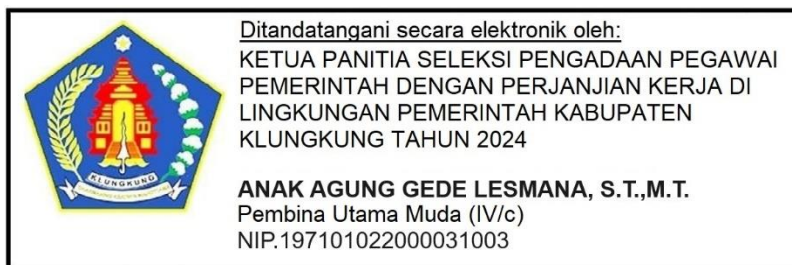 Ditandatangani secara elektronik oleh:
KETUA PANITIA SELEKSI PENGADAAN PEGAWAI
PEMERINTAH DENGAN PERJANJIAN KERJA DI
LINGKUNGAN PEMERINTAH KABUPATEN
KLUNGKUNG TAHUN 2024
ANAK AGUNG GEDE LESMANA, S.T.,M.T.
Pembina Utama Muda (IV/c)
NIP.197101022000031003
KLUNGKUNG